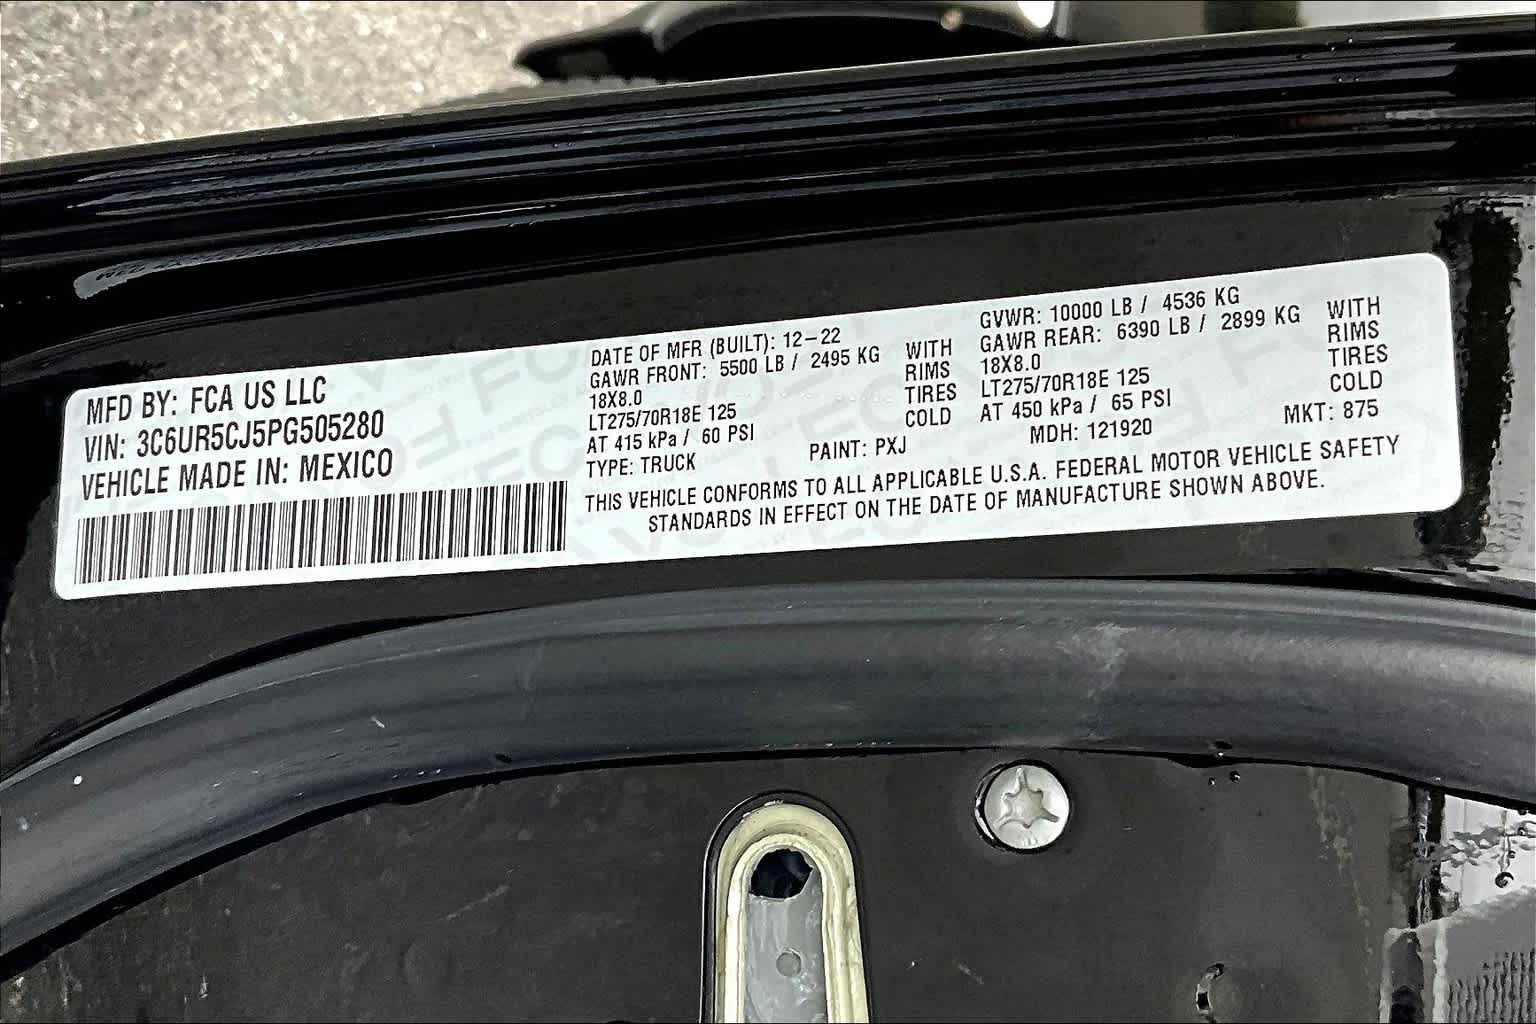 MFD BY: FCA US LLC
VIN: 3C6UR5CJ5PG505280
VEHICLE MADE IN: MEXICO
DATE OF MFR (BUILT): 12-22
GAWR FRONT: 5500 LB / 2495 KG WITH
18X8.0 RIMS
LT275/70R18E 125 TIRES
AT 415 kPa / 60 PSI COLD
TYPE: TRUCK
PAINT: PXJ
GVWR: 10000 LB / 4536 KG
GAWR REAR: 6390 LB / 2899 KG WITH
18X8.0 RIMS
LT275/70R18E 125 TIRES
AT 450 kPa / 65 PSI COLD
MDH: 121920
MKT: 875
THIS VEHICLE CONFORMS TO ALL APPLICABLE U.S.A. FEDERAL MOTOR VEHICLE SAFETY
STANDARDS IN EFFECT ON THE DATE OF MANUFACTURE SHOWN ABOVE.